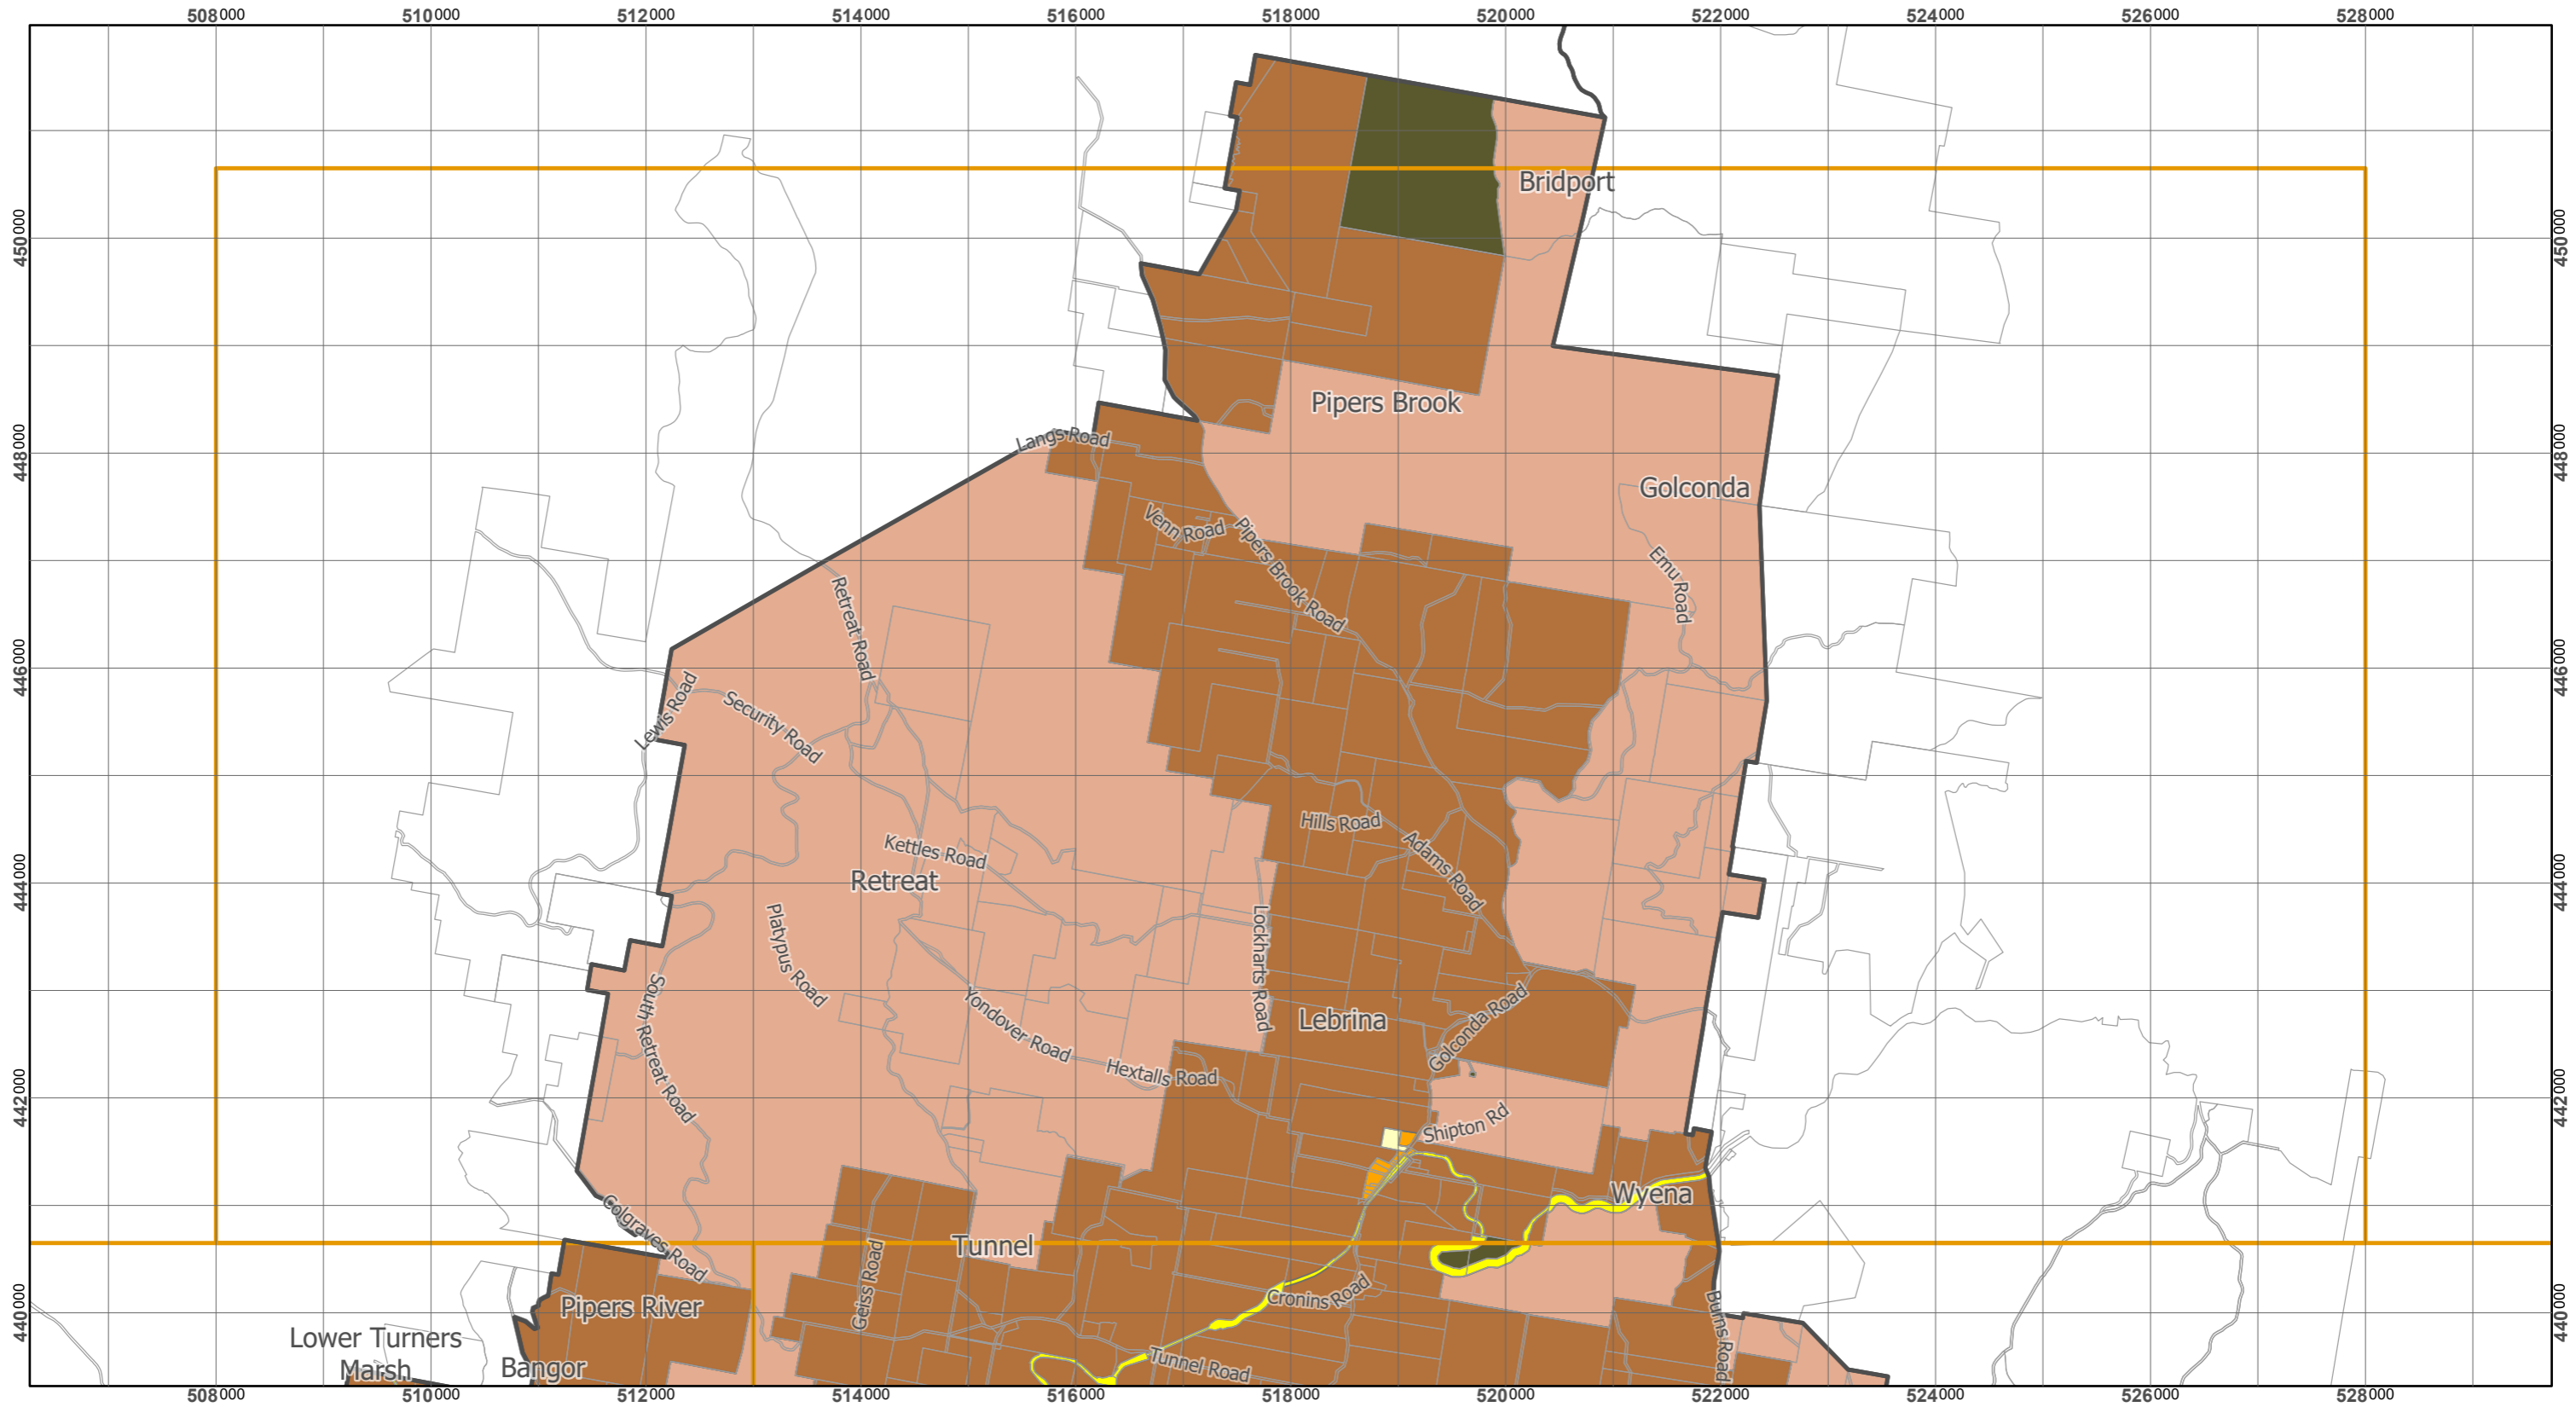 508000 510000 512000 514000 516000 518000 520000 522000 524000 526000 528000
Bridport
450000 450000
Pipers Brook
Langs Road
448000 448000
Golconda
Venn Road
Pipers Brook Road
Emu Road
Retreat Road
446000 446000
Lewis Road
Security Road
Hills Road
Adams Road
Kettles Road
Retreat
444000 444000
Platypus Road
Lockharts Road
South Retreat Road
Yondover Road
Lebrina
Golconda Road
Hextalls Road
442000 442000
Shipton Rd
Wyena
Colgraves Road
Tunnel
Geiss Road
Cronins Road
Pipers River
440000 440000
Burns Road
Lower Turners
Marsh
Bangor
Tunnel Road
508000 510000 512000 514000 516000 518000 520000 522000 524000 526000 528000